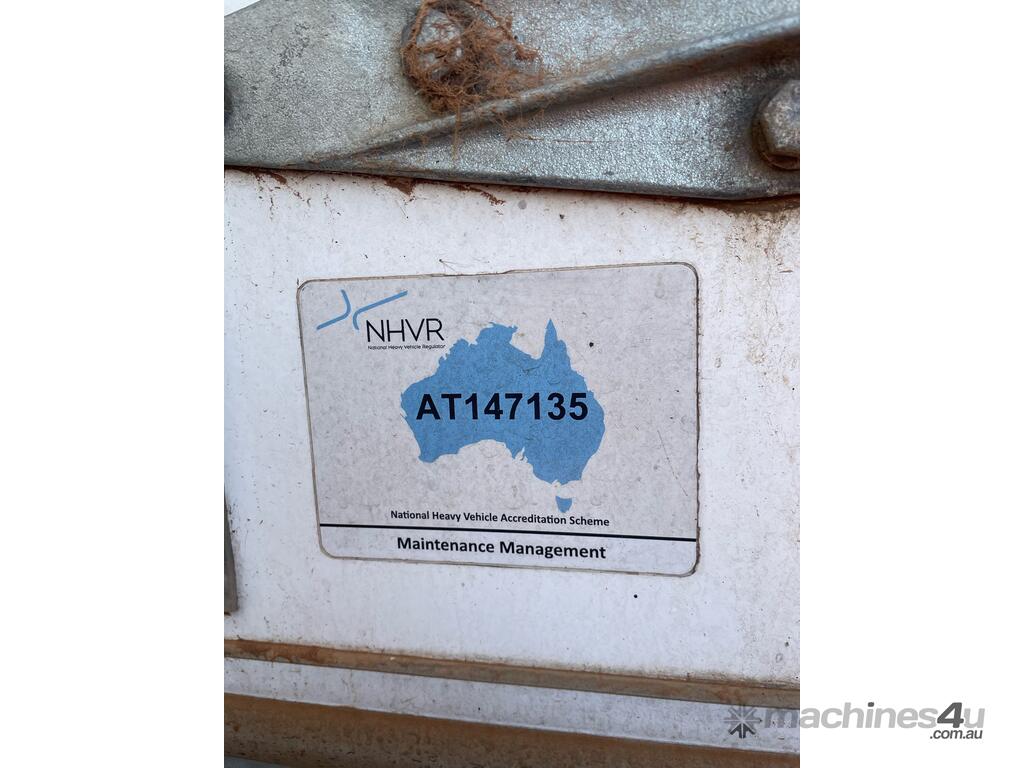 NHVR
National Heavy Vehicle Regulator
AT147135
National Heavy Vehicle Accreditation Scheme
Maintenance Management
machines4u
.com.au